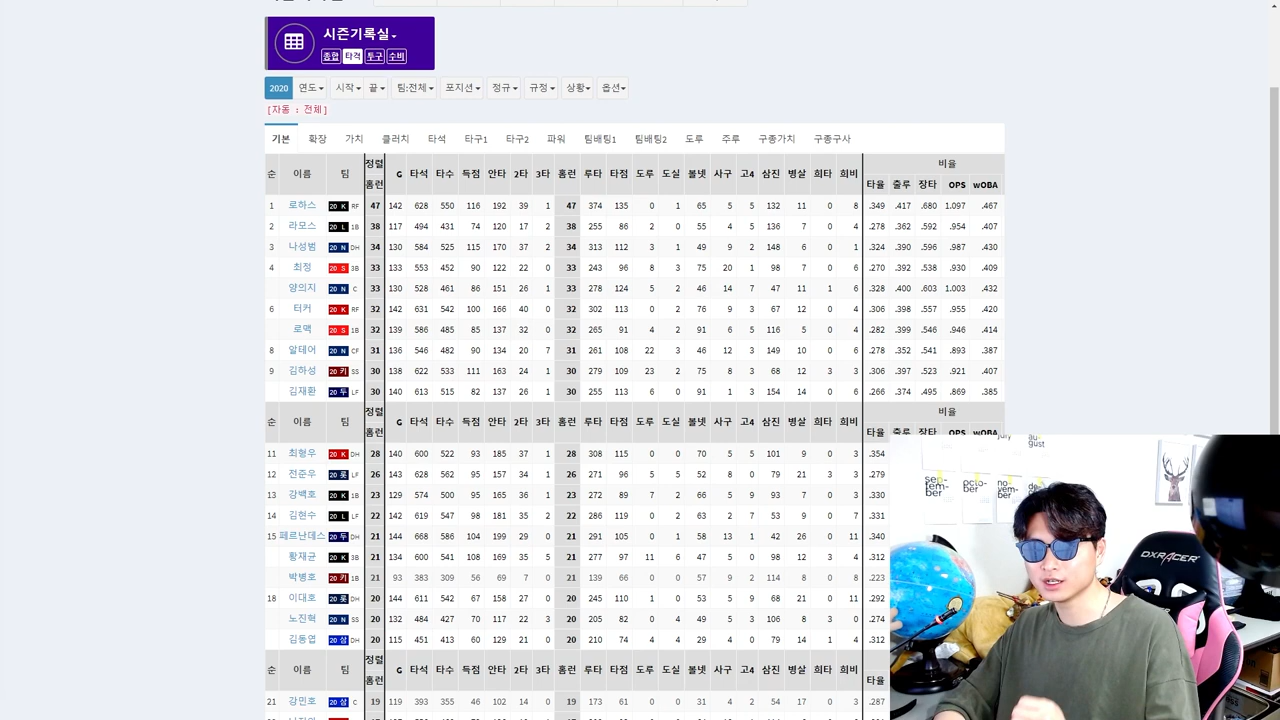 시즌기록실
종합 타격 투구 수비
2020 연도 시작 끝 팀:전체 포지션 정규 규정 상황 옵션
[자동 : 전체]
기본 확장 가치 클러치 타석 타구1 타구2 파워 팀배팅1 팀배팅2 도루 주루 구종가치 구종구사
순 이름 팀 정렬 홈런 G 타석 타수 득점 안타 2타 3타 홈런 루타 타점 도루 도실 볼넷 사구 고4 삼진 병살 희타 희비 비율 타율 출루 장타 OPS wOBA
1 로하스 20 K RF 47 142 628 550 116 192 39 1 47 374 135 0 1 65 5 11 0 8 .349 .417 .680 1.097 .467
2 라모스 20 L 1B 38 117 494 431 74 120 17 2 38 255 86 2 0 55 4 5 136 7 0 4 .278 .362 .592 .954 .407
3 나성범 20 N DH 34 130 584 525 115 170 37 2 34 313 112 3 1 49 6 0 1 .324 .390 .596 .987 .430
4 최정 20 S 3B 33 133 553 452 90 122 22 0 33 243 96 8 3 75 20 1 98 7 0 6 .270 .392 .538 .930 .409
양의지 20 N C 33 130 528 461 86 151 26 1 33 278 124 5 2 46 14 7 47 11 1 6 .328 .400 .603 1.003 .432
6 터커 20 K RF 32 142 631 542 100 166 40 0 32 302 113 0 2 76 9 3 67 12 0 4 .306 .398 .557 .955 .420
로맥 20 S 1B 32 139 586 485 85 137 32 0 32 265 91 4 2 91 6 5 113 5 0 4 .282 .399 .546 .946 .414
8 알테어 20 N CF 31 136 546 482 90 134 20 7 31 261 108 22 3 46 12 3 149 10 0 6 .278 .352 .541 .893 .387
9 김하성 20 키 SS 30 138 622 533 111 163 24 1 30 279 109 23 2 75 8 3 68 12 3 3 .306 .397 .523 .921 .407
김재환 20 두 LF 30 140 613 515 82 137 26 1 30 255 113 6 0 91 1 3 154 14 0 6 .266 .374 .495 .869 .385
순 이름 팀 정렬 홈런 G 타석 타수 득점 안타 2타 3타 홈런 루타 타점 도루 도실 볼넷 사구 고4 삼진 병살 희타 희비 비율 타율 출루 장타 OPS wOBA
11 최형우 20 K DH 28 140 600 522 93 185 37 1 28 308 115 0 0 70 5 5 101 9 0 3 .354
12 전준우 20 롯 LF 26 143 628 562 95 157 34 1 26 271 96 5 5 52 8 1 21 3 3 .279
13 강백호 20 K 1B 23 129 574 500 95 165 36 1 23 272 89 7 2 66 0 9 93 7 0 .330
14 김현수 20 L LF 22 142 619 547 98 181 35 2 22 286 119 0 0 63 2 7 9 0 7 .331
15 페르난데스 20 두 DH 21 144 668 586 104 199 29 0 21 291 105 0 1 58 1 42 26 0 11 .340
황재균 20 K 3B 21 134 600 541 108 169 35 5 21 277 97 11 6 47 3 4 .312
박병호 20 키 1B 21 93 383 309 56 69 7 0 21 139 66 0 0 57 9 2 114 8 0 .223
18 이대호 20 롯 DH 20 144 611 542 67 158 27 0 20 245 110 1 0 53 21 0 11 .292
노진혁 20 N SS 20 132 484 427 70 117 22 3 20 205 82 0 4 49 5 3 106 8 3 0 .274
김동엽 20 삼 DH 20 115 451 413 60 129 21 0 20 210 74 4 4 29 4 0 14 1 4 .312
순 이름 팀 정렬 홈런 G 타석 타수 득점 안타 2타 3타 홈런 루타 타점 도루 도실 볼넷 사구 고4 삼진 병살 희타 희비 타율
21 강민호 20 삼 C 19 119 393 355 46 102 14 0 19 173 61 0 0 31 4 2 17 0 .287
july
au-
gust
sep-
tem-
ber
octo-
ber
no-
vem-
ber
de
DXRACER